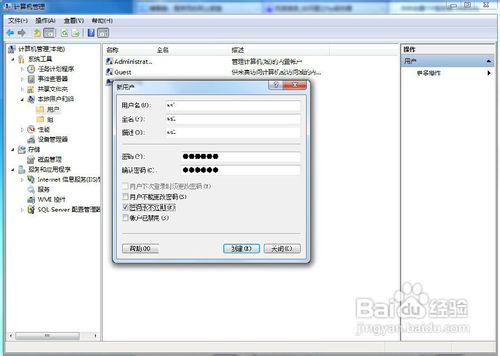 计算机管理
文件(F) 操作(A) 查看(V) 帮助(H)
计算机管理(本地)
系统工具
任务计划程序
事件查看器
共享文件夹
本地用户和组
用户
组
性能
设备管理器
存储
磁盘管理
服务和应用程序
Internet 信息服务(IIS)
服务
WMI 控件
SQL Server 配置管理器
名称 全名 描述
Administrat... 管理计算机(域)的内置帐户
Guest 供来宾访问计算机或访问域的内...
操作
用户
更多操作
新用户
用户名(U):
全名(F):
描述(D):
密码(P): ●●●●●●
确认密码(C): ●●●●●●
用户下次登录时须更改密码(M)
用户不能更改密码(S)
密码永不过期(W)
帐户已禁用(B)
帮助(H) 创建(E) 关闭(O)
Baidu 经验
jingyan.baidu.com